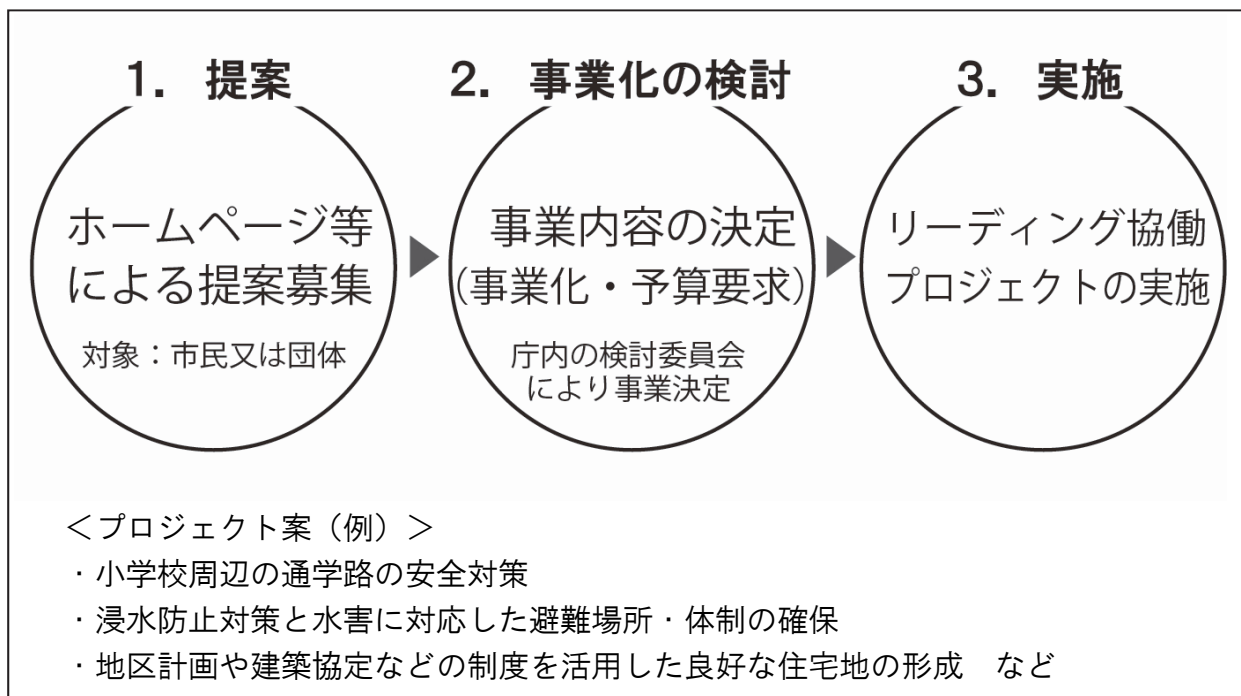 1. 提案
ホームページ等
による提案募集
対象：市民又は団体
2. 事業化の検討
事業内容の決定
（事業化・予算要求）
庁内の検討委員会
により事業決定
3. 実施
リーディング協働
プロジェクトの実施
＜プロジェクト案（例）＞
・小学校周辺の通学路の安全対策
・浸水防止対策と水害に対応した避難場所・体制の確保
・地区計画や建築協定などの制度を活用した良好な住宅地の形成　など